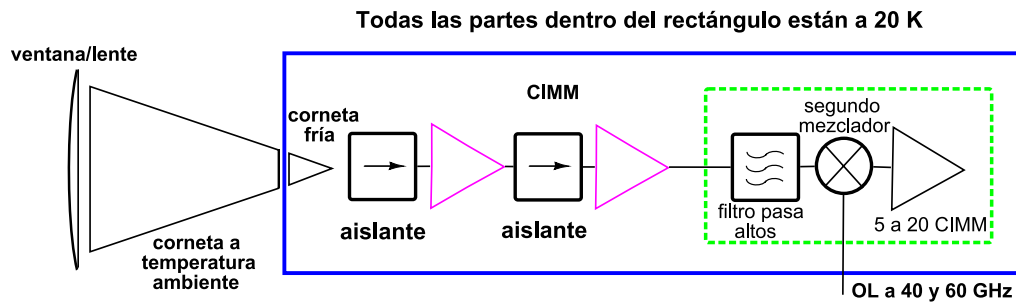 Todas las partes dentro del rectángulo están a 20 K
ventana/lente
corneta
fría
CIMM
segundo
mezclador
aislante
aislante
filtro pasa
altos
5 a 20 CIMM
corneta a
temperatura
ambiente
OL a 40 y 60 GHz